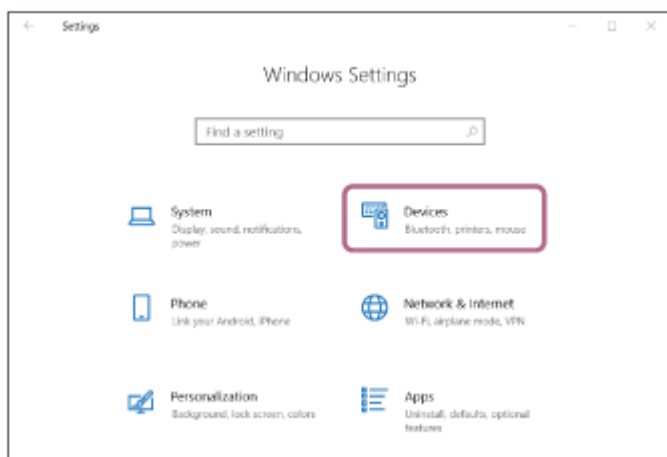 Settings
Windows Settings
Find a setting
System
Display, sound, notifications,
power
Devices
Bluetooth, printers, mouse
Phone
Link your Android, iPhone
Network & Internet
Wi-Fi, airplane mode, VPN
Personalization
Background, lock screen, colors
Apps
Uninstall, defaults, optional
features